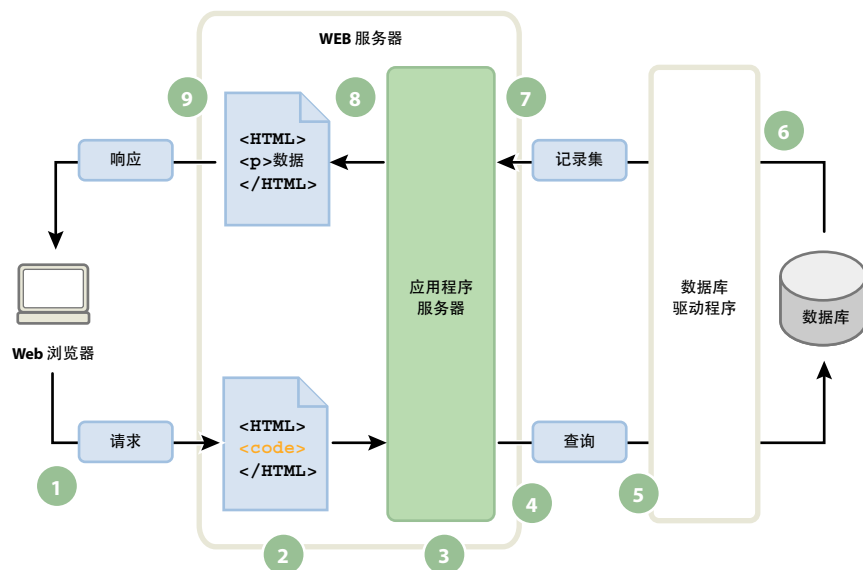 WEB 服务器
9
8
7
6
<HTML>
<p>数据
</HTML>
响应
记录集
应用程序
服务器
数据库
驱动程序
数据库
Web 浏览器
<HTML>
<code>
</HTML>
请求
查询
1
2
3
4
5